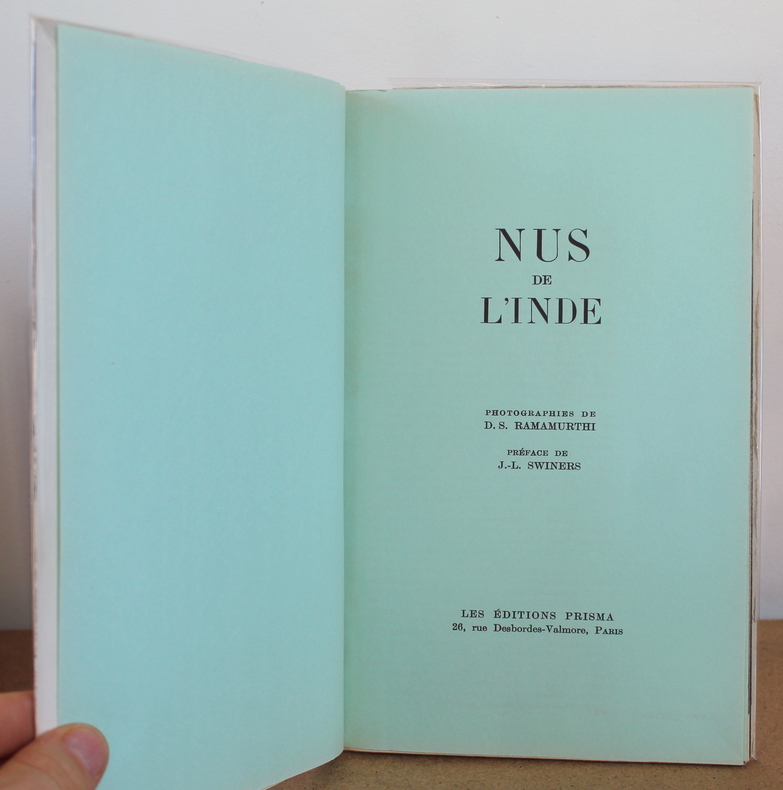 NUS
DE
L'INDE
PHOTOGRAPHIES DE
D. S. RAMAMURTHI
PRÉFACE DE
J.-L. SWINERS
LES ÉDITIONS PRISMA
26, rue Desbordes-Valmore, PARIS